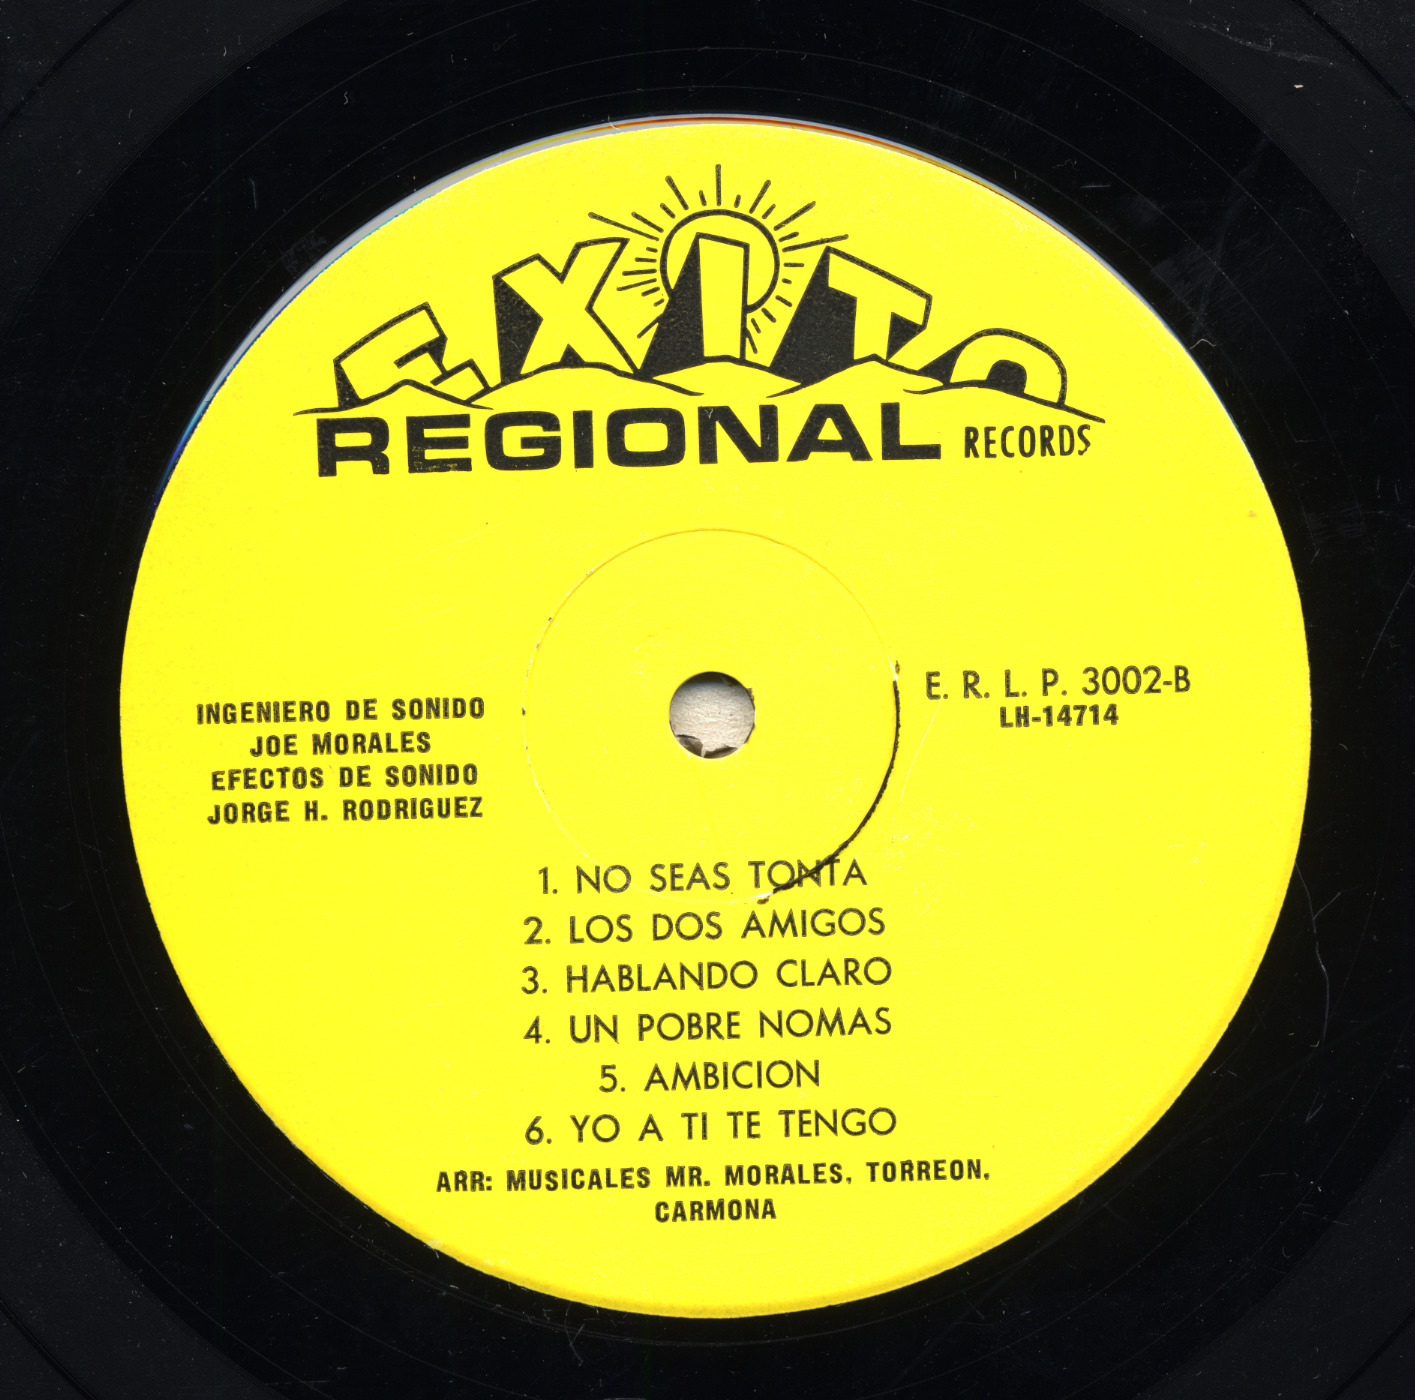 EXITO
REGIONAL RECORDS
E. R. L. P. 3002-B
LH-14714
INGENIERO DE SONIDO
JOE MORALES
EFECTOS DE SONIDO
JORGE H. RODRIGUEZ
1. NO SEAS TONTA
2. LOS DOS AMIGOS
3. HABLANDO CLARO
4. UN POBRE NOMAS
5. AMBICION
6. YO A TI TE TENGO
ARR: MUSICALES MR. MORALES, TORREON,
CARMONA